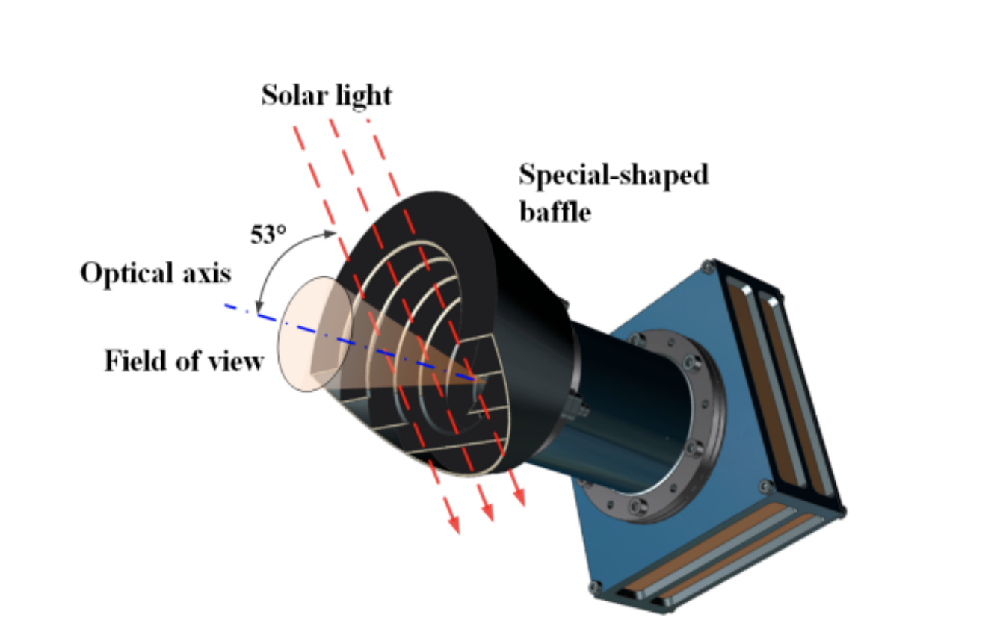 Solar light
Special-shaped
baffle
53°
Optical axis
Field of view